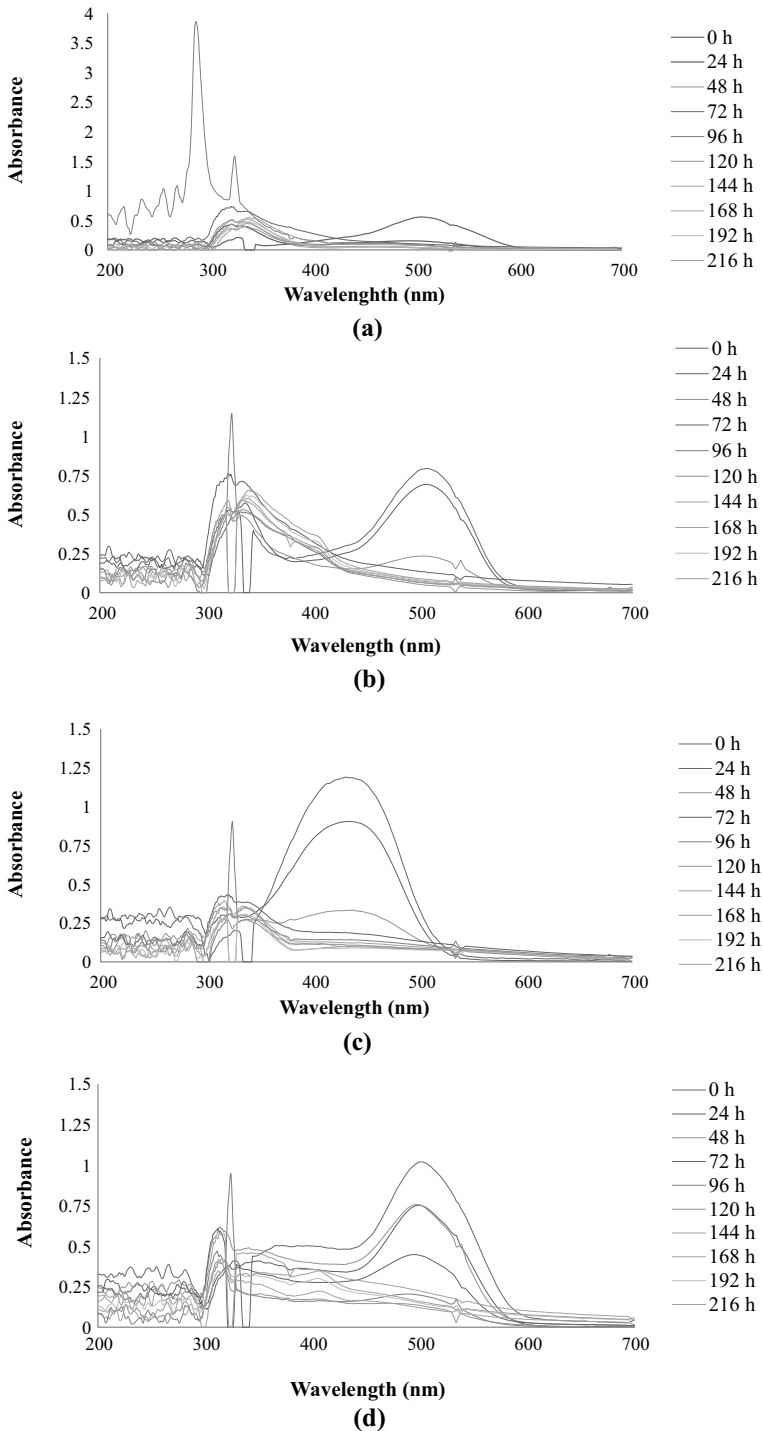 4
3.5
3
2.5
2
1.5
1
0.5
0
Absorbance
200 300 400 500 600 700
Wavelenghth (nm)
0 h
24 h
48 h
72 h
96 h
120 h
144 h
168 h
192 h
216 h
(a)
1.5
1.25
1
0.75
0.5
0.25
0
Absorbance
200 300 400 500 600 700
Wavelength (nm)
0 h
24 h
48 h
72 h
96 h
120 h
144 h
168 h
192 h
216 h
(b)
1.5
1.25
1
0.75
0.5
0.25
0
Absorbance
200 300 400 500 600 700
Wavelength (nm)
0 h
24 h
48 h
72 h
96 h
120 h
144 h
168 h
192 h
216 h
(c)
1.5
1.25
1
0.75
0.5
0.25
0
Absorbance
200 300 400 500 600 700
Wavelength (nm)
0 h
24 h
48 h
72 h
96 h
120 h
144 h
168 h
192 h
216 h
(d)